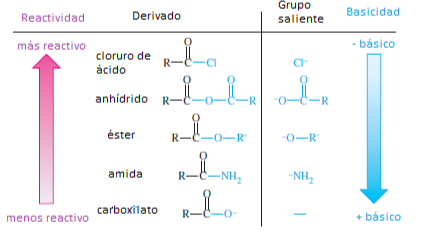 Reactividad Derivado Grupo saliente Basicidad
más reactivo - básico
cloruro de ácido R—C—Cl O Cl⁻
anhídrido R—C—O—C—R O O ⁻O—C—R O
éster R—C—O—R' O ⁻O—R'
amida R—C—NH₂ O ⁻NH₂
carboxilato R—C—O⁻ O —
menos reactivo + básico